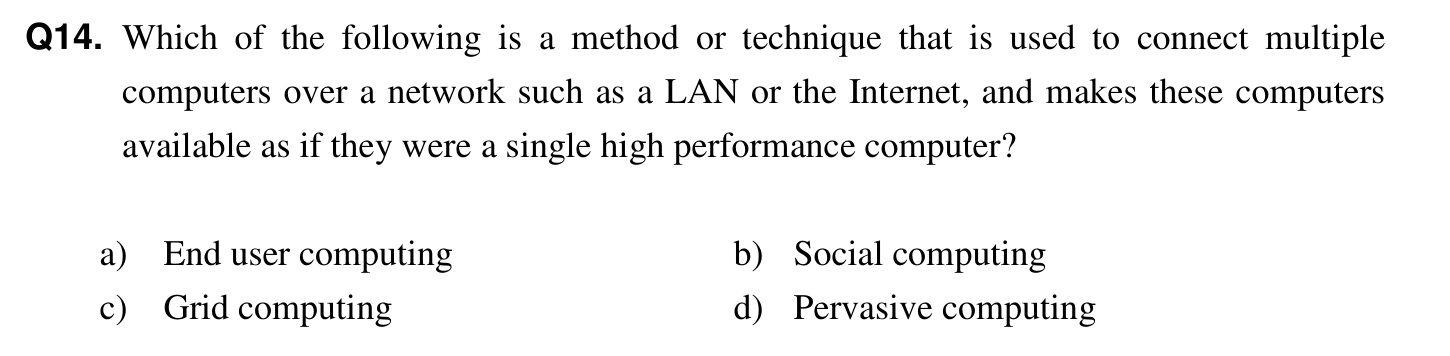 Q14. Which of the following is a method or technique that is used to connect multiple
computers over a network such as a LAN or the Internet, and makes these computers
available as if they were a single high performance computer?
a) End user computing b) Social computing
c) Grid computing d) Pervasive computing